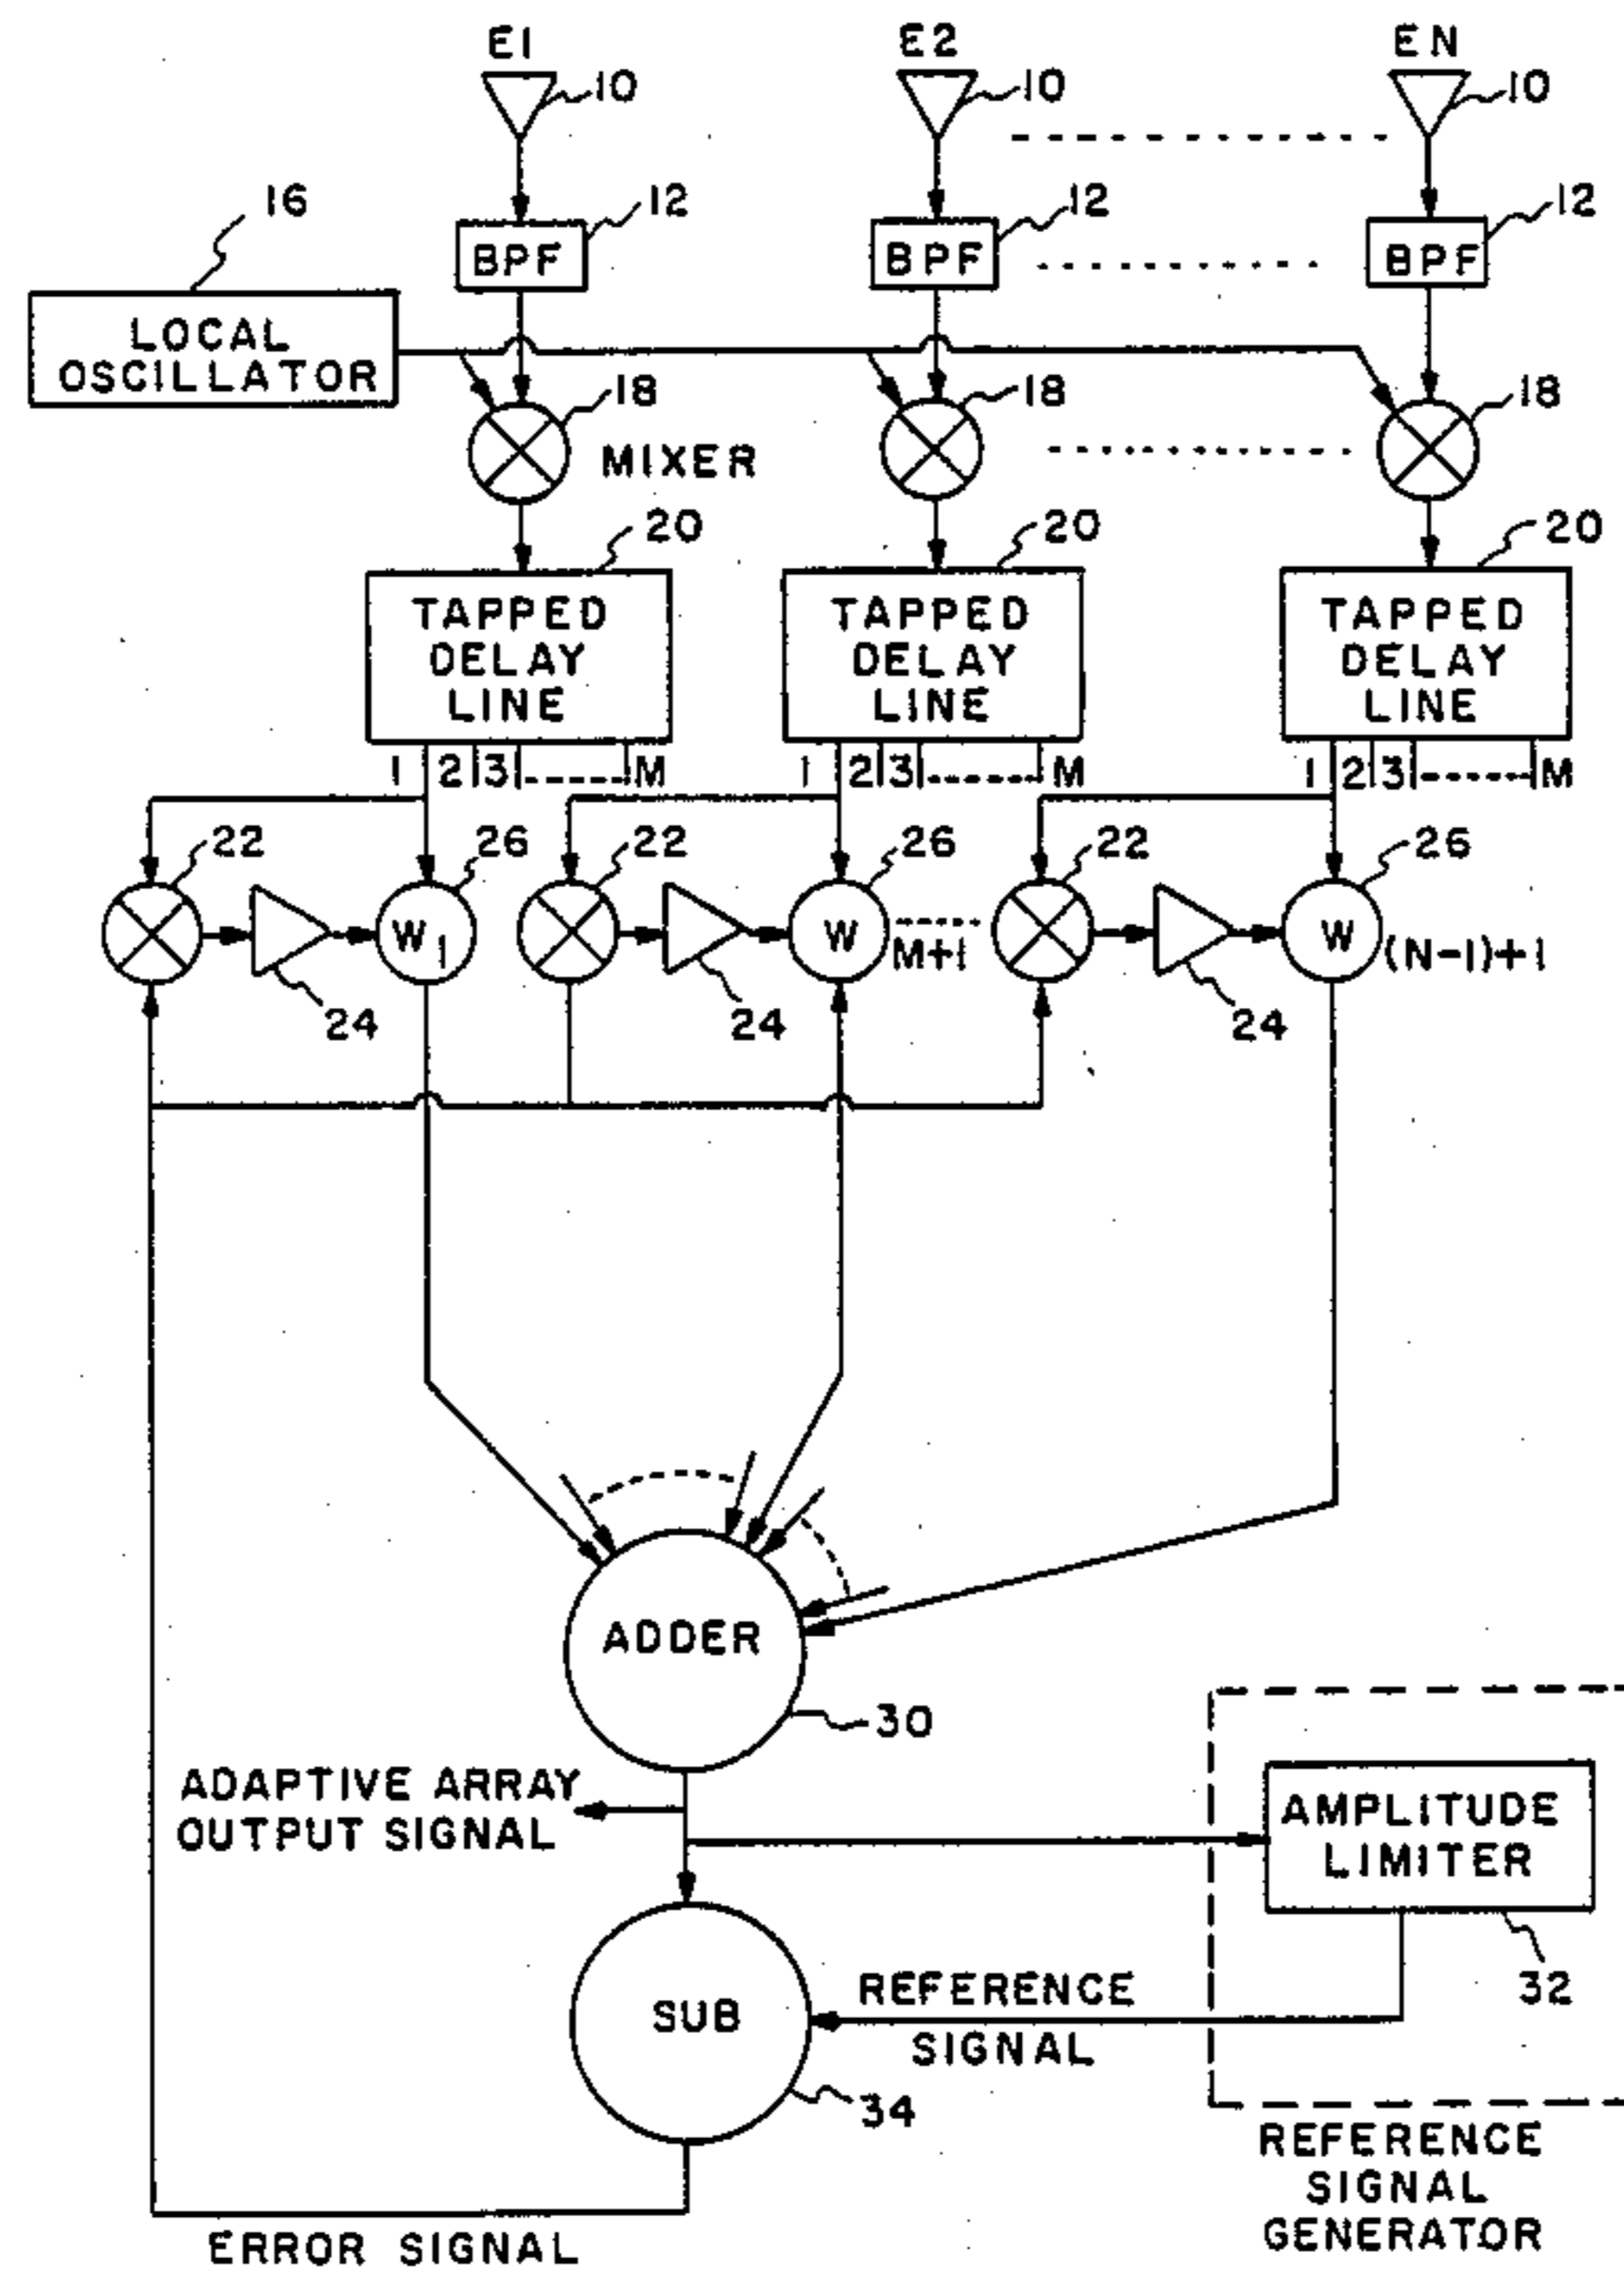 E1 E2 EN
10 10 10
16 12 12 12
BPF BPF BPF
LOCAL
OSCILLATOR
18 18 18
MIXER
20 20 20
TAPPED TAPPED TAPPED
DELAY DELAY DELAY
LINE LINE LINE
1 2 3 M 1 2 3 M 1 2 3 M
22 26 22 26 22 26
W1 W M+1 W (N-1)+1
24 24 24
ADDER
30
ADAPTIVE ARRAY
OUTPUT SIGNAL
AMPLITUDE
LIMITER
32
REFERENCE
SIGNAL
SUB
34
REFERENCE
SIGNAL
GENERATOR
ERROR SIGNAL